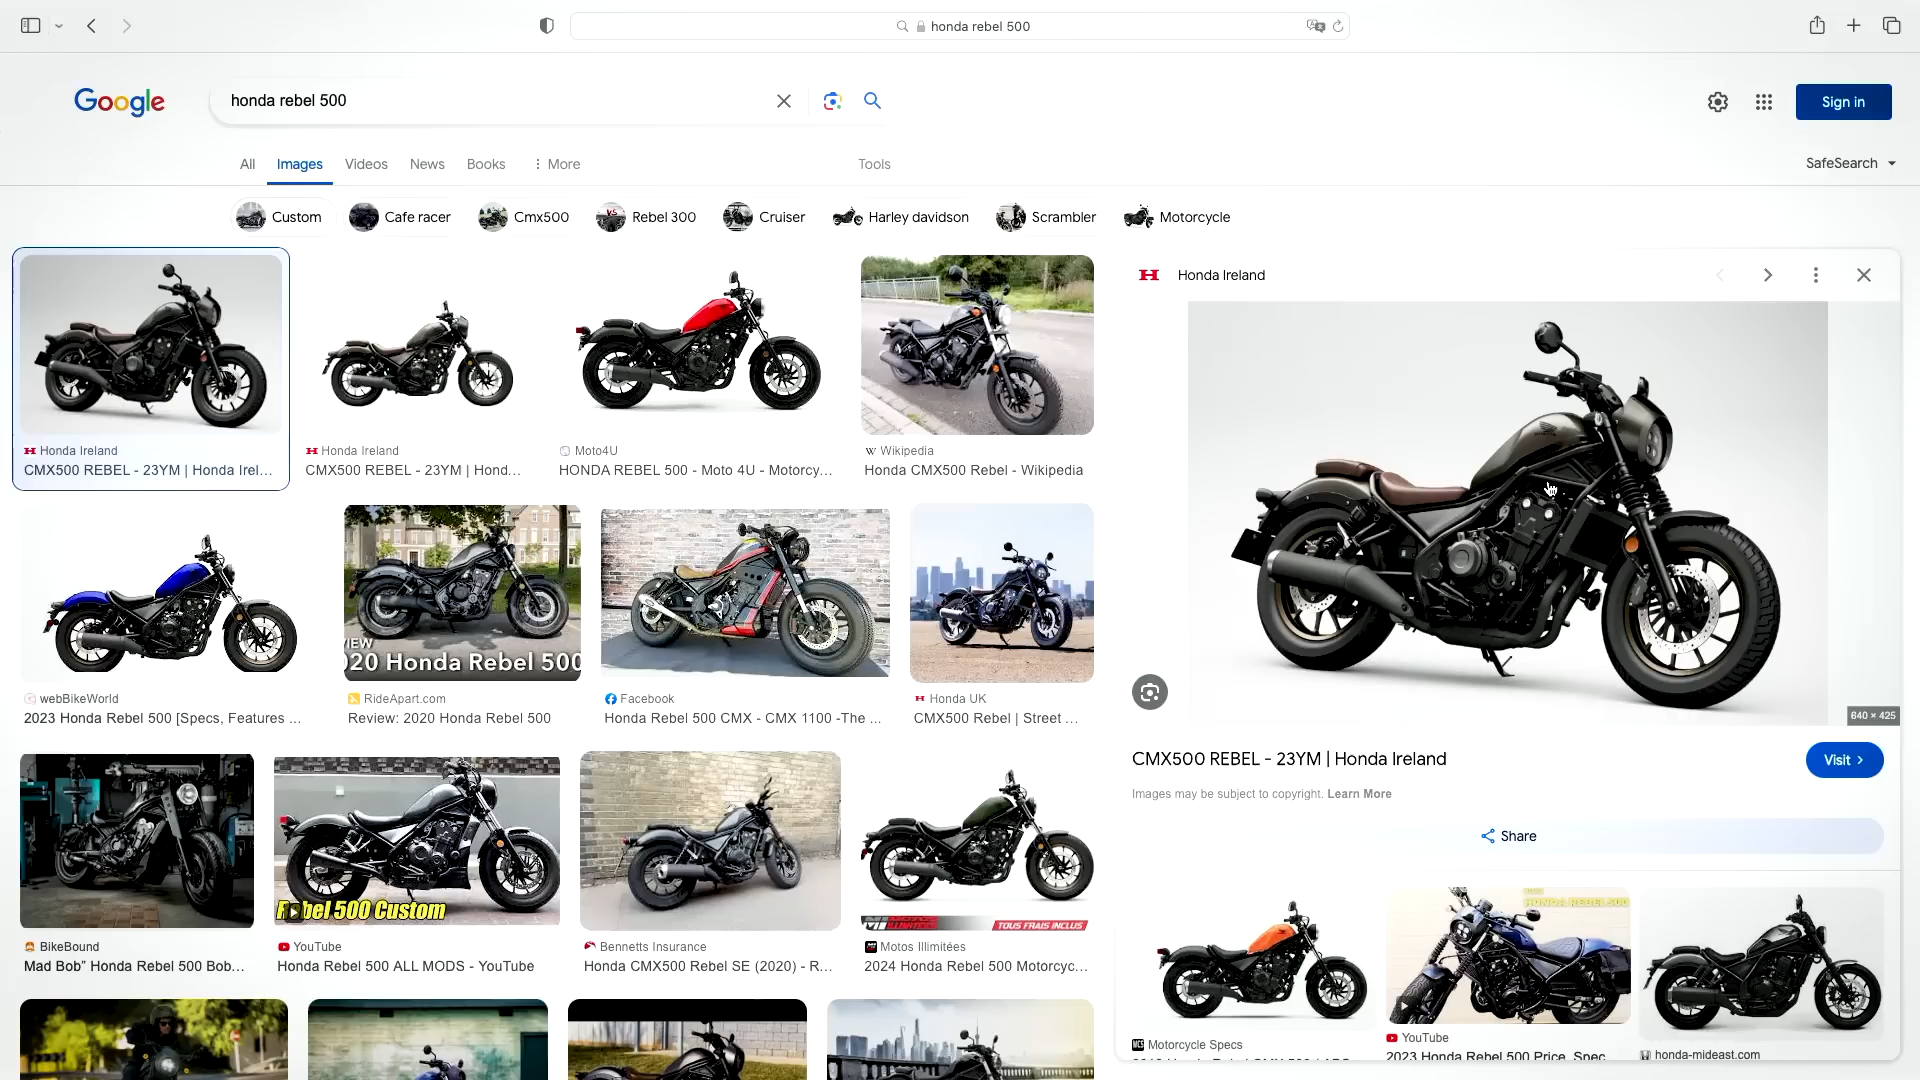 honda rebel 500
Google
honda rebel 500
Sign in
All
Images
Videos
News
Books
More
Tools
SafeSearch
Custom
Cafe racer
Cmx500
Rebel 300
Cruiser
Harley davidson
Scrambler
Motorcycle
Honda Ireland
CMX500 REBEL - 23YM | Honda Irel...
Honda Ireland
CMX500 REBEL - 23YM | Hond...
Moto4U
HONDA REBEL 500 - Moto 4U - Motorcy...
Wikipedia
Honda CMX500 Rebel - Wikipedia
020 Honda Rebel 500
webBikeWorld
2023 Honda Rebel 500 [Specs, Features ...
RideApart.com
Review: 2020 Honda Rebel 500
Facebook
Honda Rebel 500 CMX - CMX 1100 -The ...
Honda UK
CMX500 Rebel | Street ...
Rebel 500 Custom
TOUS FRAIS INCLUS
BikeBound
Mad Bob" Honda Rebel 500 Bob...
YouTube
Honda Rebel 500 ALL MODS - YouTube
Bennetts Insurance
Honda CMX500 Rebel SE (2020) - R...
Motos Illimitées
2024 Honda Rebel 500 Motorcyc...
Honda Ireland
640 × 425
CMX500 REBEL - 23YM | Honda Ireland
Visit
Images may be subject to copyright. Learn More
Share
HONDA REBEL 500
Motorcycle Specs
YouTube
2023 Honda Rebel 500 Price, Spec
honda-mideast.com